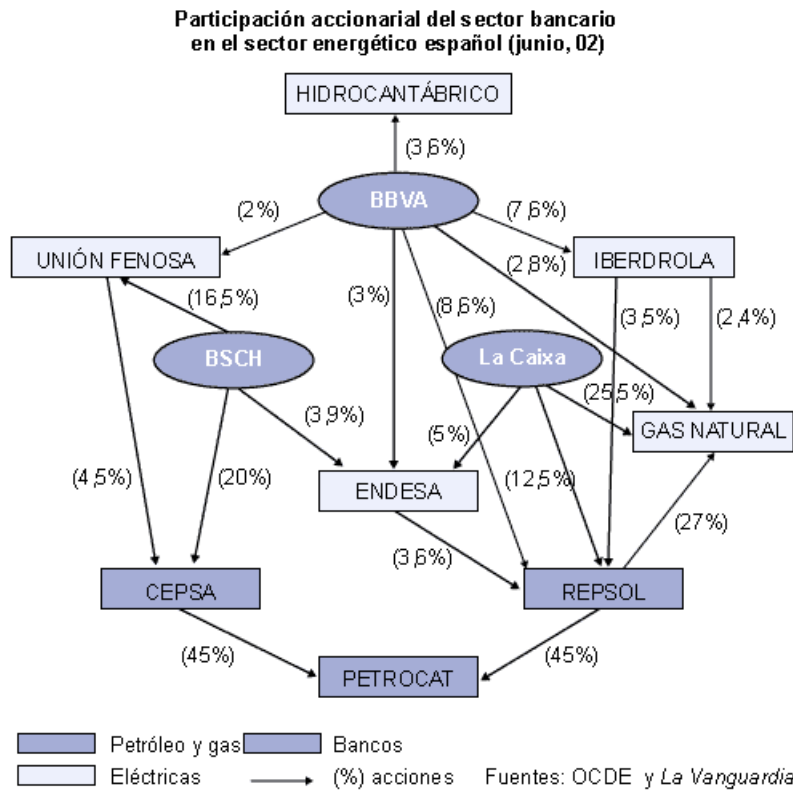 Participación accionarial del sector bancario
en el sector energético español (junio, 02)
HIDROCANTÁBRICO
(3,6%)
BBVA
(2%)
(7,6%)
UNIÓN FENOSA
(2,8%)
IBERDROLA
(16,5%)
(3%)
(8,6%)
(3,5%)
(2,4%)
BSCH
La Caixa
(25,5%)
(3,9%)
(5%)
GAS NATURAL
(4,5%)
(20%)
ENDESA
(12,5%)
(27%)
(3,6%)
CEPSA
REPSOL
(45%)
(45%)
PETROCAT
Petróleo y gas
Bancos
Eléctricas
(%) acciones
Fuentes: OCDE y La Vanguardia